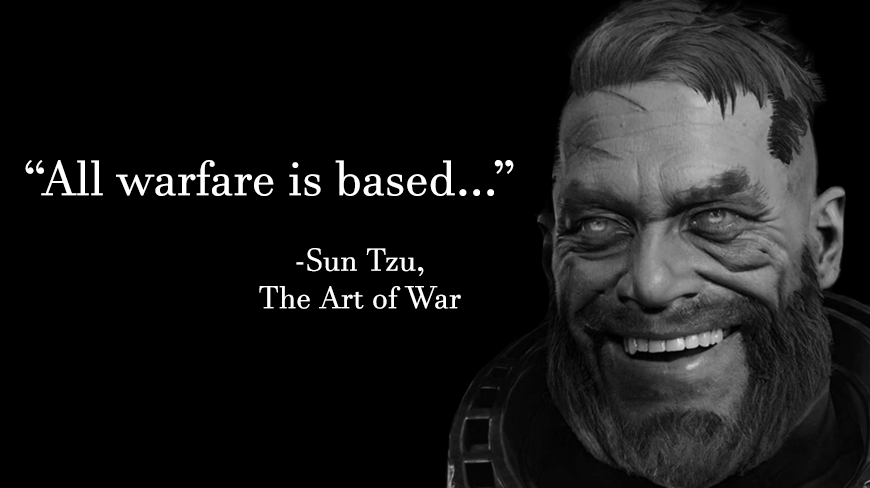 “All warfare is based...”
-Sun Tzu,
The Art of War